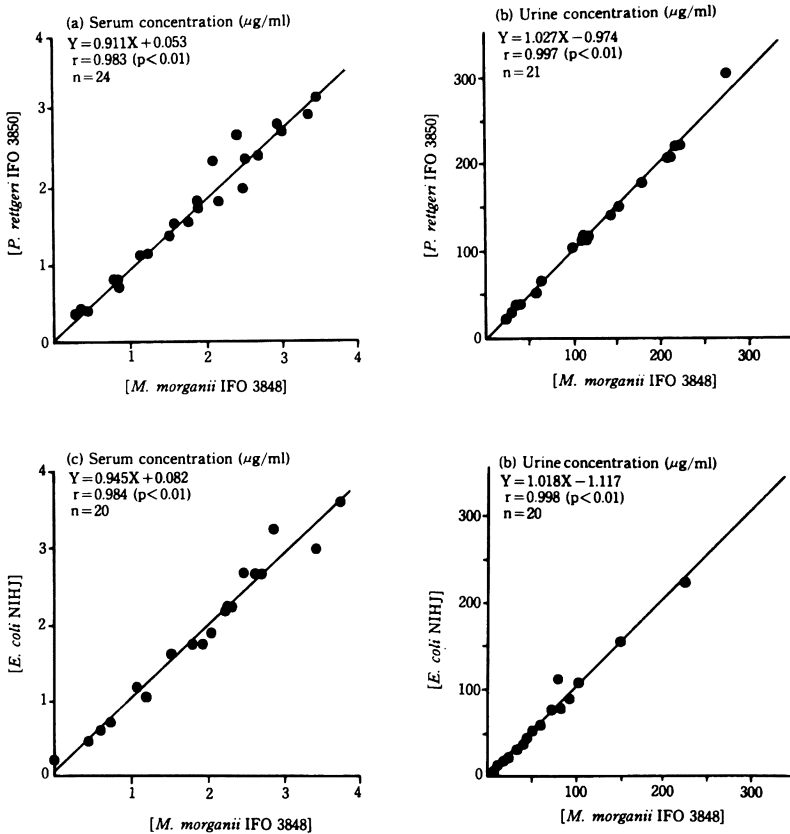 (a) Serum concentration (μg/ml)
Y=0.911X+0.053
r=0.983 (p<0.01)
n=24
4
3
2
1
0
1
2
3
4
[P. rettgeri IFO 3850]
[M. morganii IFO 3848]
(b) Urine concentration (μg/ml)
Y=1.027X−0.974
r=0.997 (p<0.01)
n=21
300
200
100
0
100
200
300
[P. rettgeri IFO 3850]
[M. morganii IFO 3848]
(c) Serum concentration (μg/ml)
Y=0.945X+0.082
r=0.984 (p<0.01)
n=20
4
3
2
1
0
1
2
3
4
[E. coli NIHJ]
[M. morganii IFO 3848]
(b) Urine concentration (μg/ml)
Y=1.018X−1.117
r=0.998 (p<0.01)
n=20
300
200
100
0
100
200
300
[E. coli NIHJ]
[M. morganii IFO 3848]